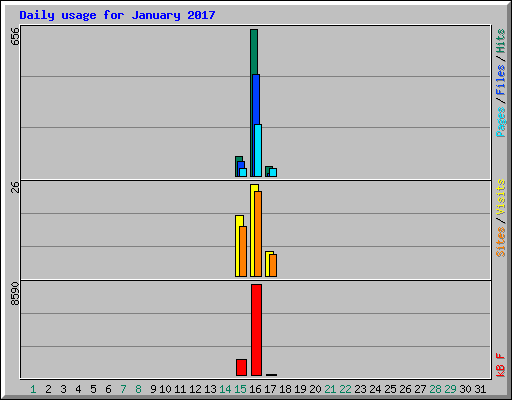 Daily usage for January 2017
656
Pages/Files/Hits
26
Sites/Visits
8590
kB F
1 2 3 4 5 6 7 8 9 10 11 12 13 14 15 16 17 18 19 20 21 22 23 24 25 26 27 28 29 30 31